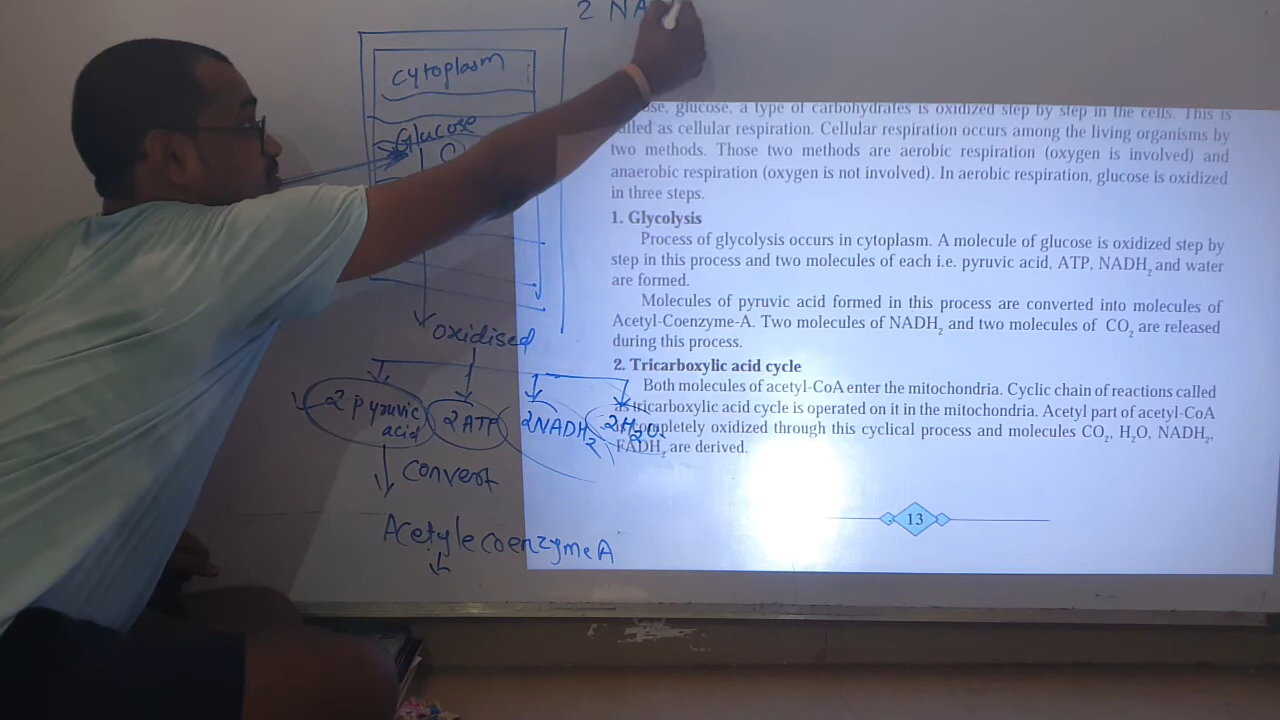 2 NA
Cytoplasm
Glucose
oxidised
2 Pyruvic acid
2ATP
2NADH2
2H2O
Convert
Acetylecoenzyme A
glucose, a type of carbohydrates is oxidized step by step in the cells. This is
called as cellular respiration. Cellular respiration occurs among the living organisms by
two methods. Those two methods are aerobic respiration (oxygen is involved) and
anaerobic respiration (oxygen is not involved). In aerobic respiration, glucose is oxidized
in three steps.
1. Glycolysis
Process of glycolysis occurs in cytoplasm. A molecule of glucose is oxidized step by
step in this process and two molecules of each i.e. pyruvic acid, ATP, NADH₂ and water
are formed.
Molecules of pyruvic acid formed in this process are converted into molecules of
Acetyl-Coenzyme-A. Two molecules of NADH₂ and two molecules of CO₂ are released
during this process.
2. Tricarboxylic acid cycle
Both molecules of acetyl-CoA enter the mitochondria. Cyclic chain of reactions called
as tricarboxylic acid cycle is operated on it in the mitochondria. Acetyl part of acetyl-CoA
completely oxidized through this cyclical process and molecules CO₂, H₂O, NADH₂,
FADH₂ are derived.
13